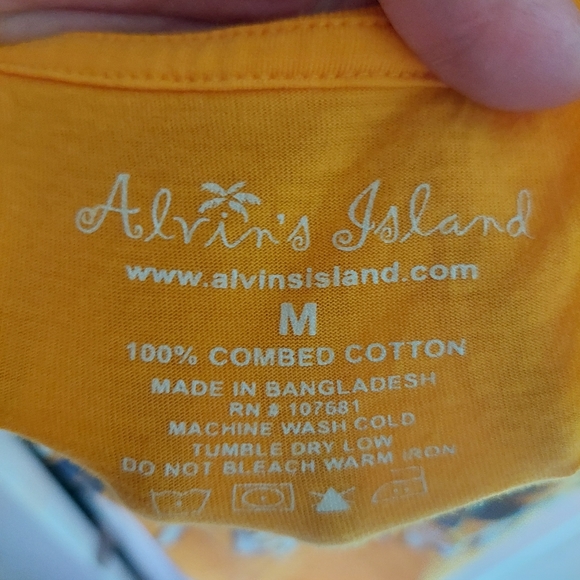 Alvin's Island
www.alvinsisland.com
M
100% COMBED COTTON
MADE IN BANGLADESH
RN # 107681
MACHINE WASH COLD
TUMBLE DRY LOW
DO NOT BLEACH WARM IRON